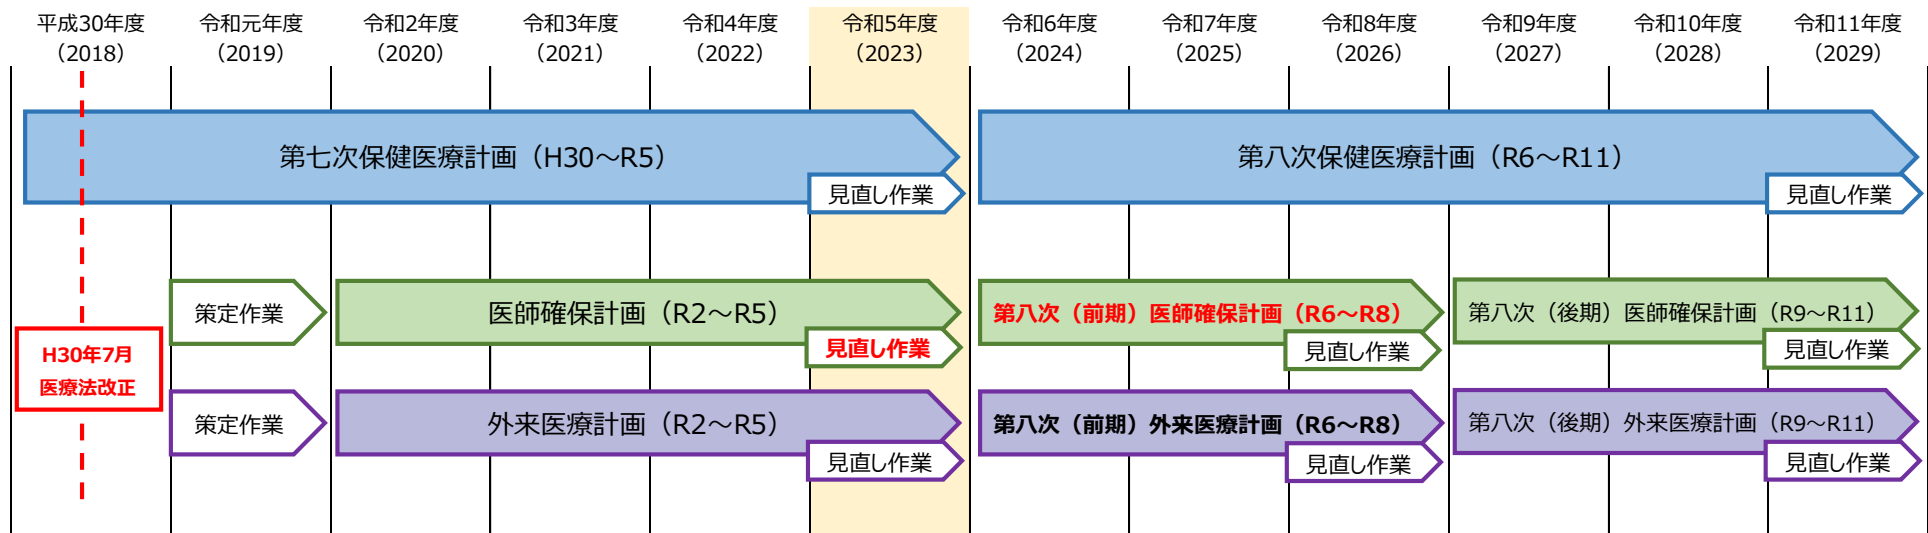 平成30年度
（2018）
令和元年度
（2019）
令和2年度
（2020）
令和3年度
（2021）
令和4年度
（2022）
令和5年度
（2023）
令和6年度
（2024）
令和7年度
（2025）
令和8年度
（2026）
令和9年度
（2027）
令和10年度
（2028）
令和11年度
（2029）
第七次保健医療計画（H30～R5）
見直し作業
第八次保健医療計画（R6～R11）
見直し作業
策定作業
医師確保計画（R2～R5）
見直し作業
第八次（前期）医師確保計画（R6～R8）
見直し作業
第八次（後期）医師確保計画（R9～R11）
見直し作業
H30年7月
医療法改正
策定作業
外来医療計画（R2～R5）
見直し作業
第八次（前期）外来医療計画（R6～R8）
見直し作業
第八次（後期）外来医療計画（R9～R11）
見直し作業